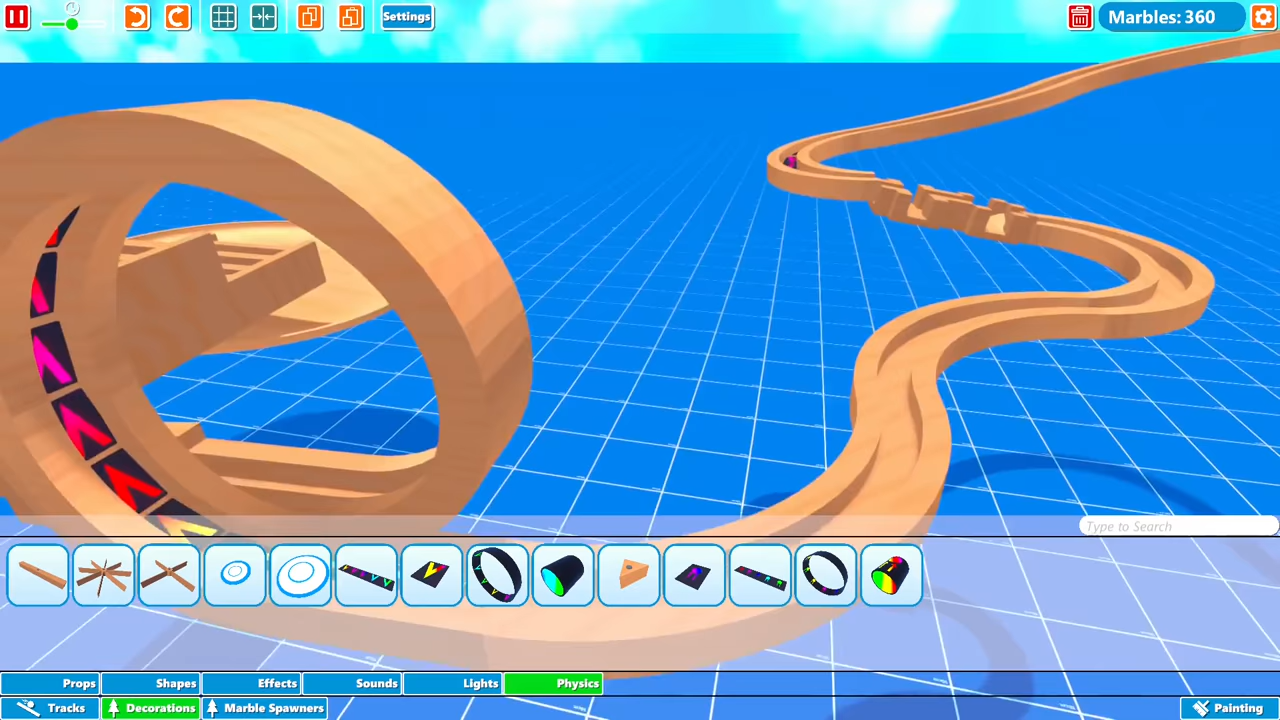 Settings
Marbles: 360
Type to Search
Props
Shapes
Effects
Sounds
Lights
Physics
Tracks
Decorations
Marble Spawners
Painting